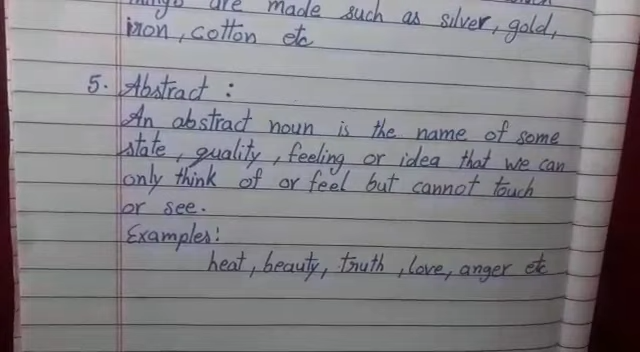 things are made such as silver, gold,
iron, cotton etc
5. Abstract :
An abstract noun is the name of some
state, quality, feeling or idea that we can
only think of or feel but cannot touch
or see.
Examples:
heat, beauty, truth, love, anger etc